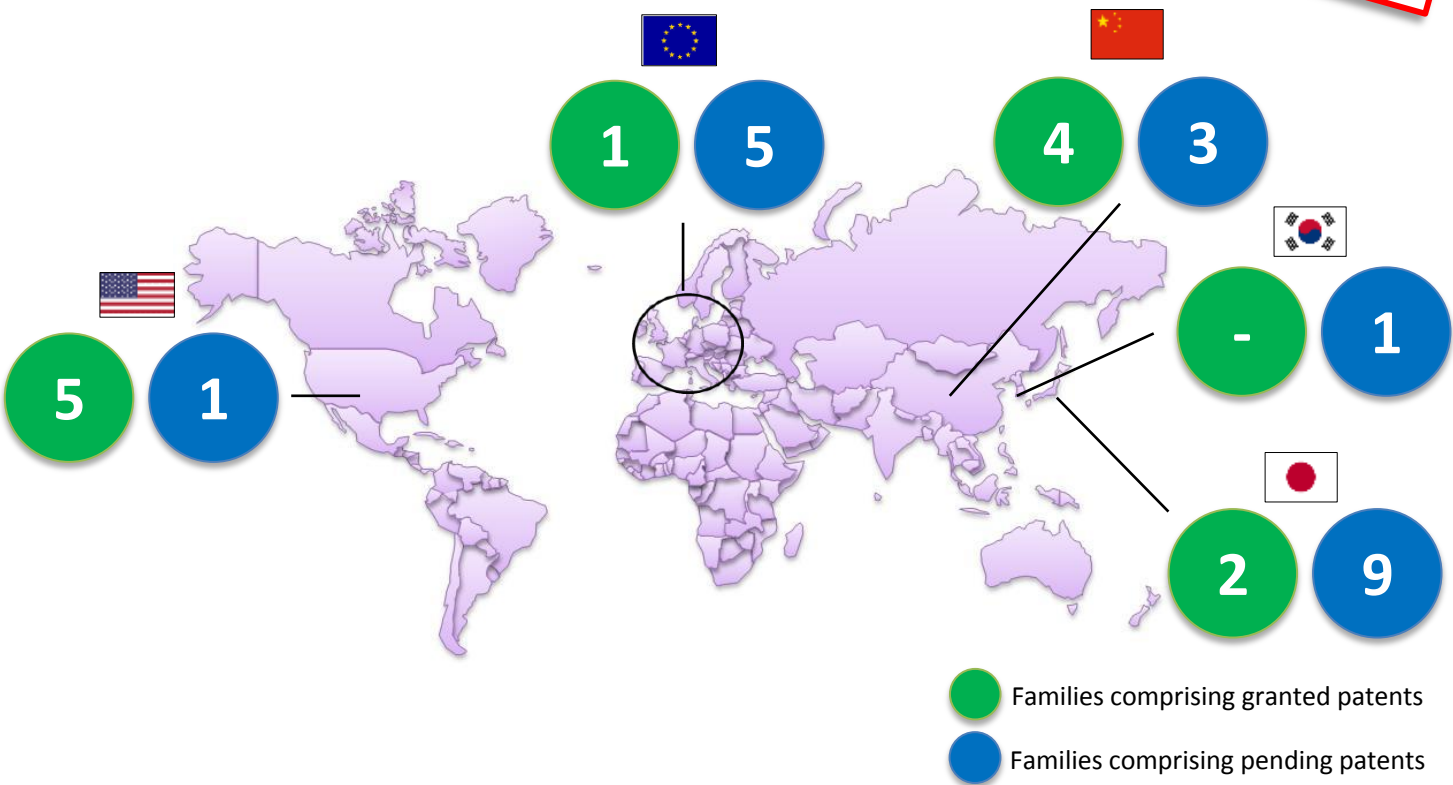 1 5
4 3
- 1
5 1
2 9
Families comprising granted patents
Families comprising pending patents